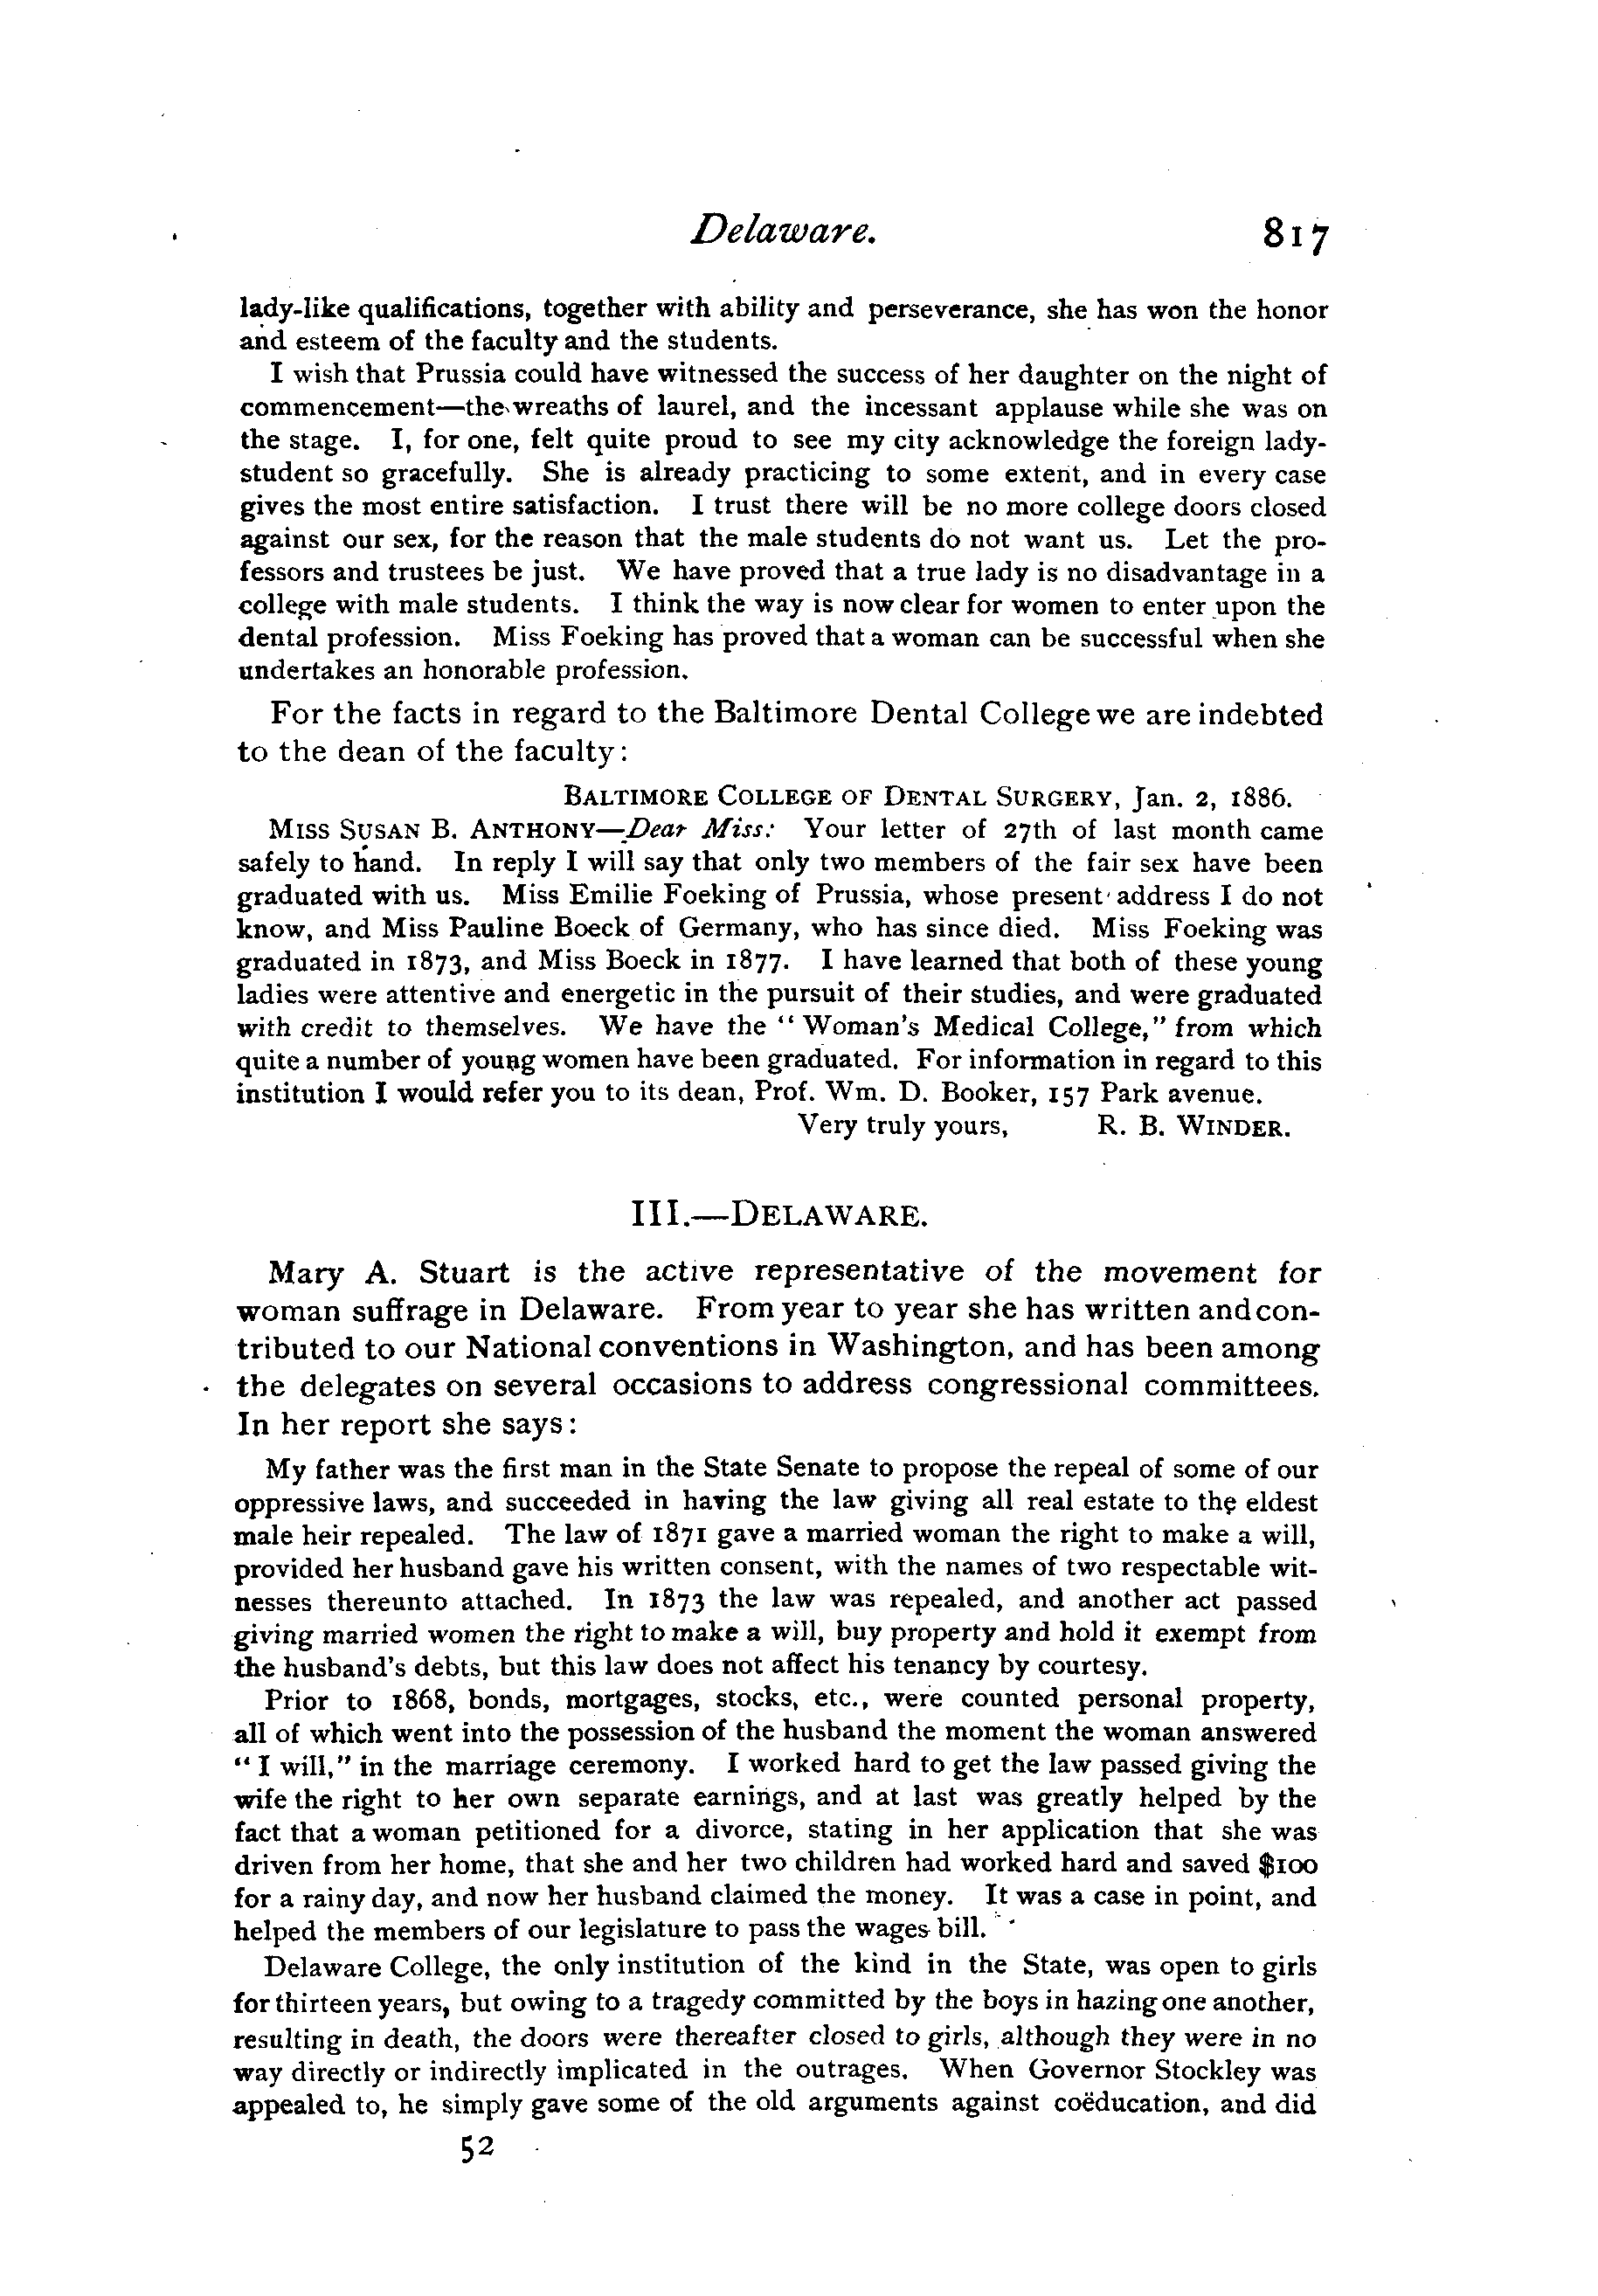 Delaware. 817
lady-like qualifications, together with ability and perseverance, she has won the honor
and esteem of the faculty and the students.
I wish that Prussia could have witnessed the success of her daughter on the night of
commencement—the wreaths of laurel, and the incessant applause while she was on
the stage. I, for one, felt quite proud to see my city acknowledge the foreign lady-
student so gracefully. She is already practicing to some extent, and in every case
gives the most entire satisfaction. I trust there will be no more college doors closed
against our sex, for the reason that the male students do not want us. Let the pro-
fessors and trustees be just. We have proved that a true lady is no disadvantage in a
college with male students. I think the way is now clear for women to enter upon the
dental profession. Miss Foeking has proved that a woman can be successful when she
undertakes an honorable profession.
For the facts in regard to the Baltimore Dental College we are indebted
to the dean of the faculty:
BALTIMORE COLLEGE OF DENTAL SURGERY, Jan. 2, 1886.
MISS SUSAN B. ANTHONY—Dear Miss: Your letter of 27th of last month came
safely to hand. In reply I will say that only two members of the fair sex have been
graduated with us. Miss Emilie Foeking of Prussia, whose present address I do not
know, and Miss Pauline Boeck of Germany, who has since died. Miss Foeking was
graduated in 1873, and Miss Boeck in 1877. I have learned that both of these young
ladies were attentive and energetic in the pursuit of their studies, and were graduated
with credit to themselves. We have the "Woman's Medical College," from which
quite a number of young women have been graduated. For information in regard to this
institution I would refer you to its dean, Prof. Wm. D. Booker, 157 Park avenue.
Very truly yours, R. B. WINDER.
III.—DELAWARE.
Mary A. Stuart is the active representative of the movement for
woman suffrage in Delaware. From year to year she has written and con-
tributed to our National conventions in Washington, and has been among
the delegates on several occasions to address congressional committees.
In her report she says:
My father was the first man in the State Senate to propose the repeal of some of our
oppressive laws, and succeeded in having the law giving all real estate to the eldest
male heir repealed. The law of 1871 gave a married woman the right to make a will,
provided her husband gave his written consent, with the names of two respectable wit-
nesses thereunto attached. In 1873 the law was repealed, and another act passed
giving married women the right to make a will, buy property and hold it exempt from
the husband's debts, but this law does not affect his tenancy by courtesy.
Prior to 1868, bonds, mortgages, stocks, etc., were counted personal property,
all of which went into the possession of the husband the moment the woman answered
"I will," in the marriage ceremony. I worked hard to get the law passed giving the
wife the right to her own separate earnings, and at last was greatly helped by the
fact that a woman petitioned for a divorce, stating in her application that she was
driven from her home, that she and her two children had worked hard and saved $100
for a rainy day, and now her husband claimed the money. It was a case in point, and
helped the members of our legislature to pass the wages bill.
Delaware College, the only institution of the kind in the State, was open to girls
for thirteen years, but owing to a tragedy committed by the boys in hazing one another,
resulting in death, the doors were thereafter closed to girls, although they were in no
way directly or indirectly implicated in the outrages. When Governor Stockley was
appealed to, he simply gave some of the old arguments against coëducation, and did
52